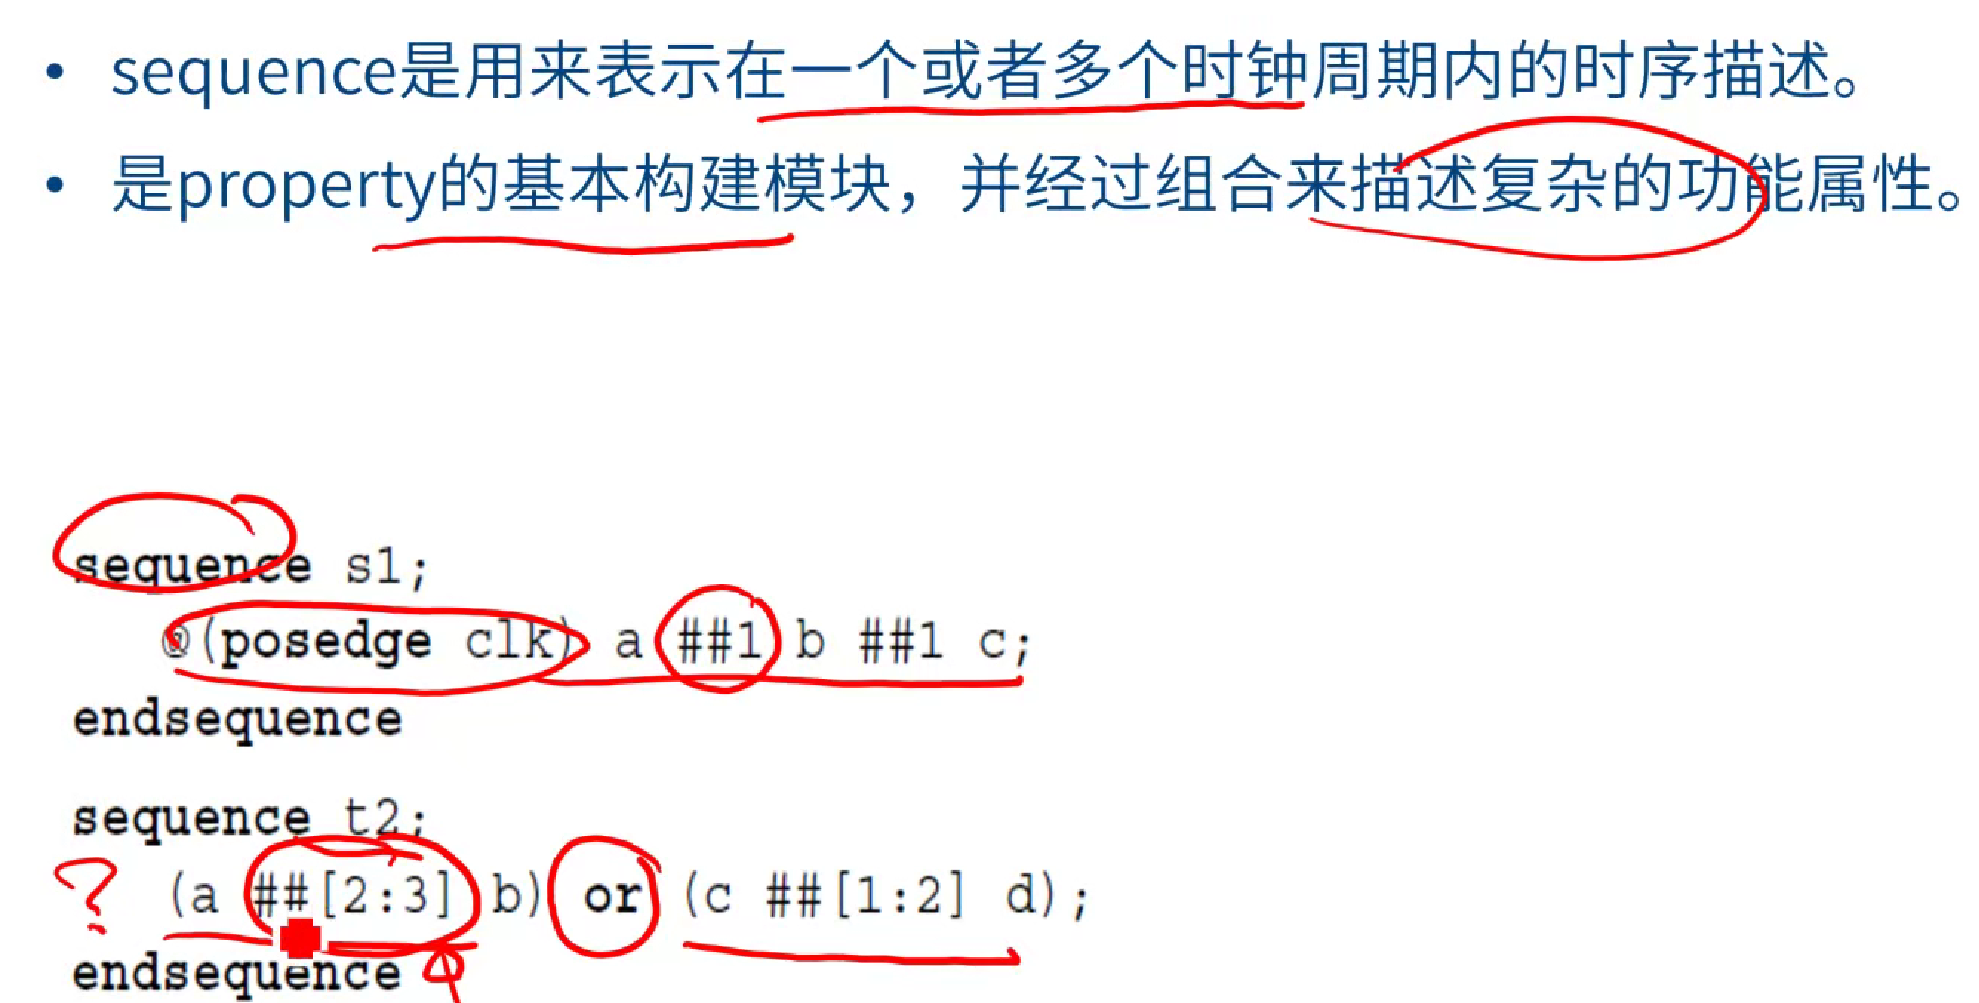 • sequence是用来表示在一个或者多个时钟周期内的时序描述。
• 是property的基本构建模块，并经过组合来描述复杂的功能属性。
sequence s1;
@(posedge clk) a ##1 b ##1 c;
endsequence
sequence t2;
? (a ##[2:3] b) or (c ##[1:2] d);
endsequence